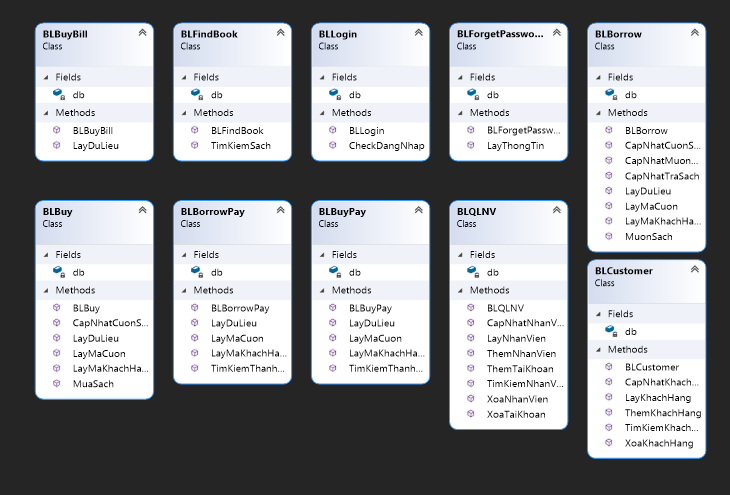 BLBuyBill
Class
Fields
db
Methods
BLBuyBill
LayDuLieu
BLFindBook
Class
Fields
db
Methods
BLFindBook
TimKiemSach
BLLogin
Class
Fields
db
Methods
BLLogin
CheckDangNhap
BLForgetPasswo...
Class
Fields
db
Methods
BLForgetPassw...
LayThongTin
BLBorrow
Class
Fields
db
Methods
BLBorrow
CapNhatCuonS...
CapNhatMuon...
CapNhatTraSach
LayDuLieu
LayMaCuon
LayMaKhachHa...
MuonSach
BLBuy
Class
Fields
db
Methods
BLBuy
CapNhatCuonS...
LayDuLieu
LayMaCuon
LayMaKhachHa...
MuaSach
BLBorrowPay
Class
Fields
db
Methods
BLBorrowPay
LayDuLieu
LayMaCuon
LayMaKhachHa...
TimKiemThanh...
BLBuyPay
Class
Fields
db
Methods
BLBuyPay
LayDuLieu
LayMaCuon
LayMaKhachHa...
TimKiemThanh...
BLQLNV
Class
Fields
db
Methods
BLQLNV
CapNhatNhanV...
LayNhanVien
ThemNhanVien
ThemTaiKhoan
TimKiemNhanV...
XoaNhanVien
XoaTaiKhoan
BLCustomer
Class
Fields
db
Methods
BLCustomer
CapNhatKhach...
LayKhachHang
ThemKhachHang
TimKiemKhach...
XoaKhachHang